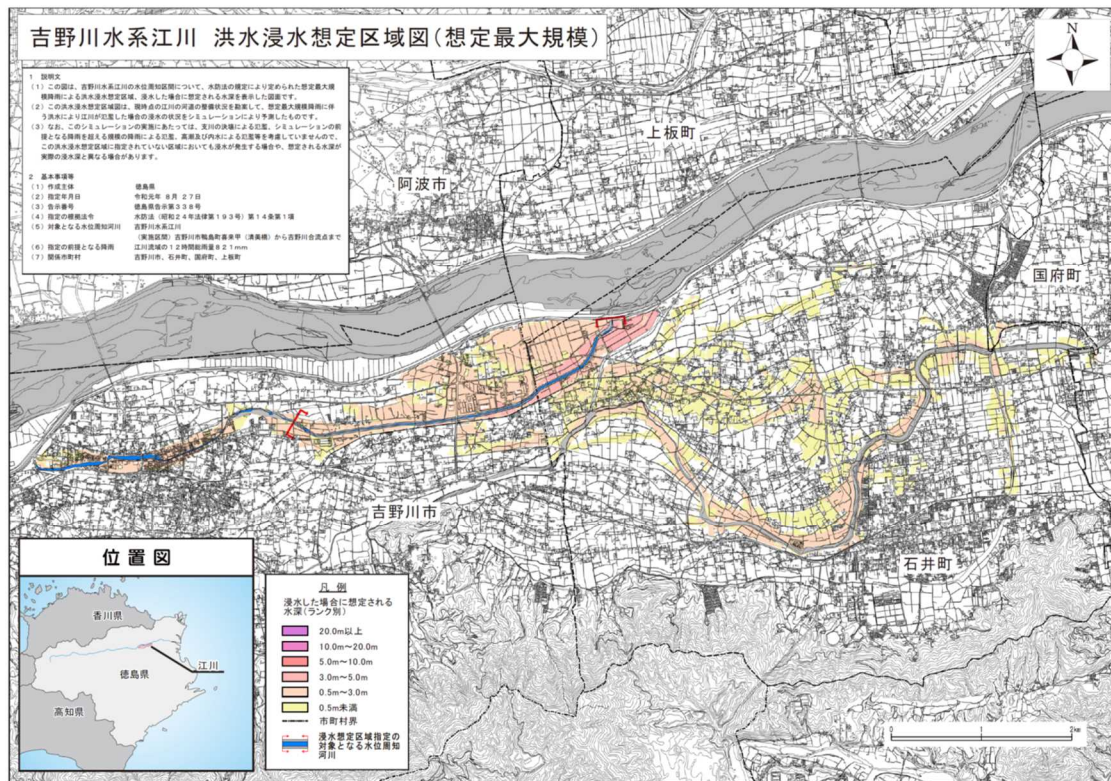 吉野川水系江川 洪水浸水想定区域図(想定最大規模)
N
1 説明文
(1)この図は、吉野川水系江川の水位周知区間について、水防法の規定により定められた想定最大規
模降雨による洪水浸水想定区域、浸水した場合に想定される水深を表示した図面です。
(2)この洪水浸水想定区域図は、現時点の江川の河道の整備状況を勘案して、想定最大規模降雨に伴
う洪水により江川が氾濫した場合の浸水の状況をシミュレーションにより予測したものです。
(3)なお、このシミュレーションの実施にあたっては、支川の決壊による氾濫、シミュレーションの前
提となる降雨を超える規模の降雨による氾濫、高潮及び内水による氾濫等を考慮していませんので、
この洪水浸水想定区域に指定されていない区域においても浸水が発生する場合や、想定される水深が
実際の浸水深と異なる場合があります。
2 基本事項等
(1)作成主体 徳島県
(2)指定年月日 令和元年 8月 27日
(3)告示番号 徳島県告示第338号
(4)指定の根拠法令 水防法(昭和24年法律第193号)第14条第1項
(5)対象となる水位周知河川 吉野川水系江川
(実施区間)吉野川市鴨島町喜来甲(清美橋)から吉野川合流点まで
(6)指定の前提となる降雨 江川流域の12時間総雨量821mm
(7)関係市町村 吉野川市、石井町、国府町、上板町
上板町
阿波市
国府町
吉野川市
石井町
位置図
香川県
徳島県
江川
高知県
凡例
浸水した場合に想定される
水深(ランク別)
20.0m以上
10.0m~20.0m
5.0m~10.0m
3.0m~5.0m
0.5m~3.0m
0.5m未満
市町村界
浸水想定区域指定の
対象となる水位周知
河川
0 1 2km